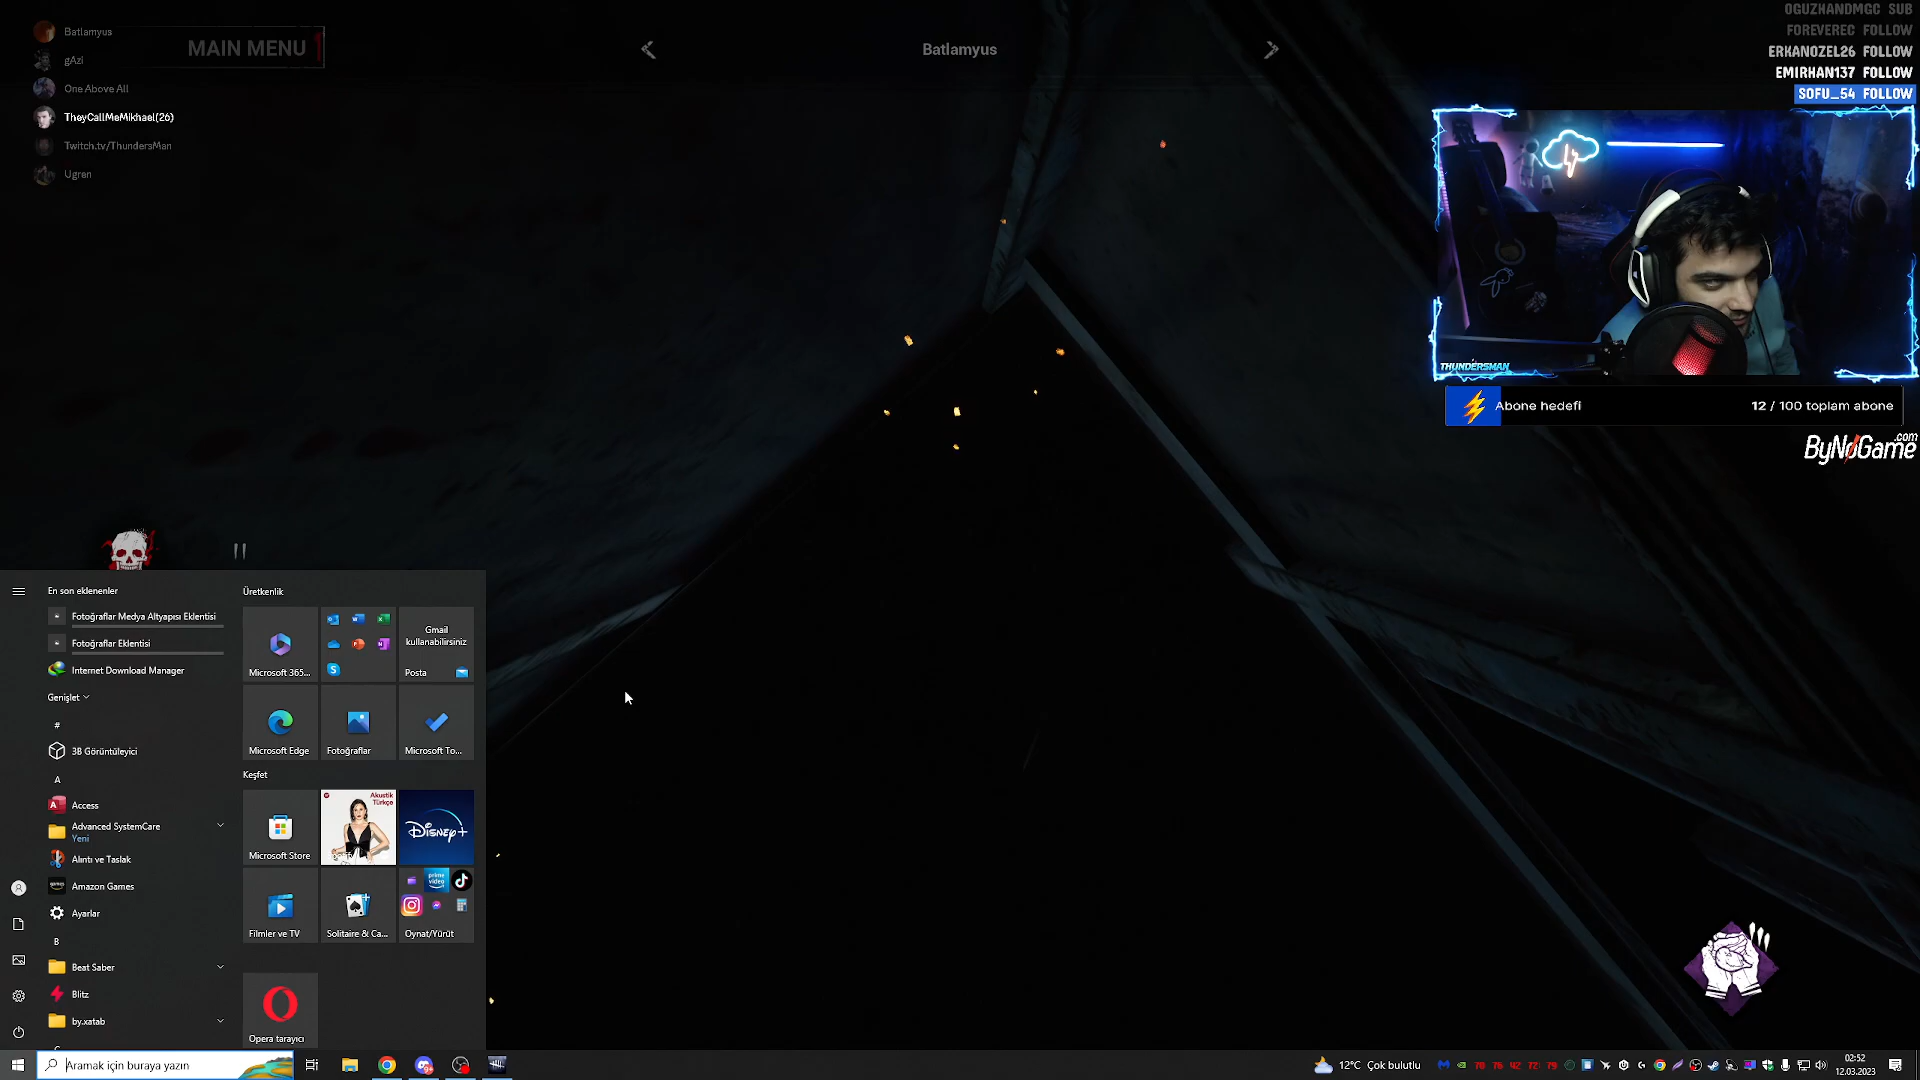 Batlamyus
gAzi
One Above All
TheyCallMeMikhael(26)
Twitch.tv/ThundersMan
Ugren
MAIN MENU
Batlamyus
OGUZHANDMGC SUB
FOREVEREC FOLLOW
ERKANOZEL26 FOLLOW
EMIRHAN137 FOLLOW
SOFU_54 FOLLOW
THUNDERSMAN
Abone hedefi
12 / 100 toplam abone
ByNoGame.com
En son eklenenler
Fotoğraflar Medya Altyapısı Eklentisi
Fotoğraflar Eklentisi
Internet Download Manager
Genişlet
#
3B Görüntüleyici
A
Access
Advanced SystemCare
Yeni
Alıntı ve Taslak
Amazon Games
Ayarlar
B
Beat Saber
Blitz
by.xatab
Üretkenlik
Microsoft 365...
Gmail
kullanabilirsiniz
Posta
Microsoft Edge
Fotoğraflar
Microsoft To...
Keşfet
Microsoft Store
Akustik
Türkçe
Disney+
Filmler ve TV
Solitaire & Ca...
prime
video
Oynat/Yürüt
Opera tarayıcı
Aramak için buraya yazın
12°C Çok bulutlu
02:52
12.03.2023